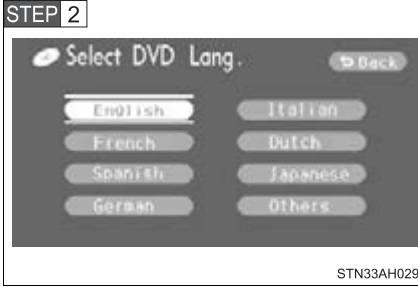 STEP 2
Select DVD Lang.
Back
English
Italian
French
Dutch
Spanish
Japanese
German
Others
STN33AH029